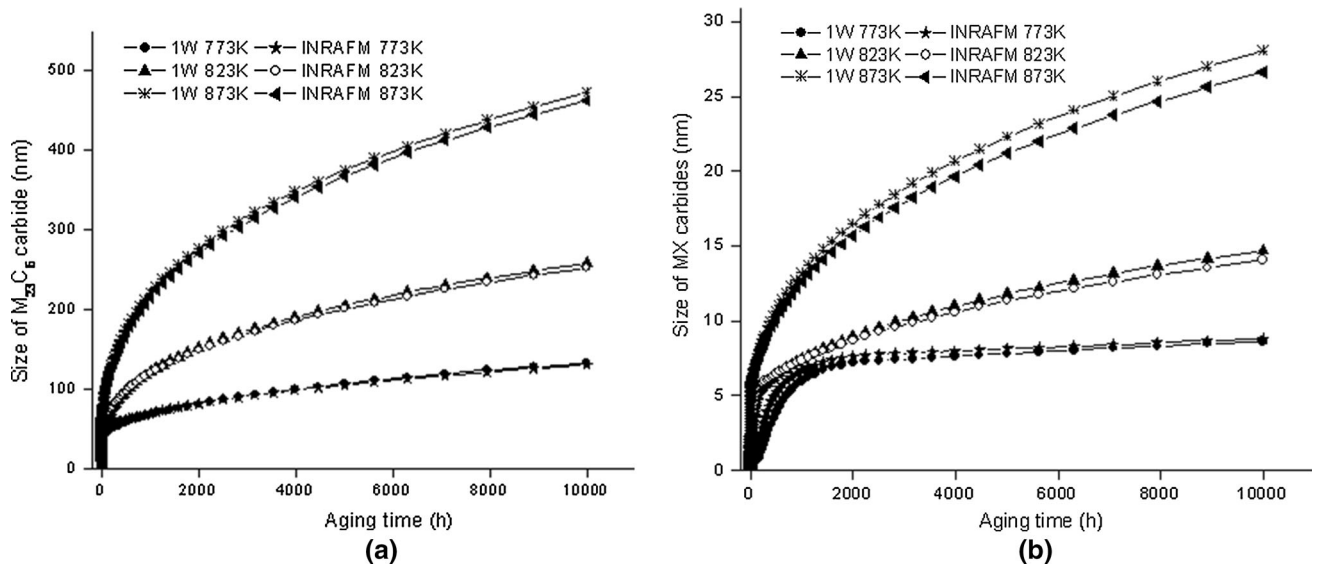 1W 773K INRAFM 773K
1W 823K INRAFM 823K
1W 873K INRAFM 873K
Size of M23C6 carbide (nm)
500
400
300
200
100
0
0 2000 4000 6000 8000 10000
Aging time (h)
(a)
1W 773K INRAFM 773K
1W 823K INRAFM 823K
1W 873K INRAFM 873K
Size of MX carbides (nm)
30
25
20
15
10
5
0
0 2000 4000 6000 8000 10000
Aging time (h)
(b)